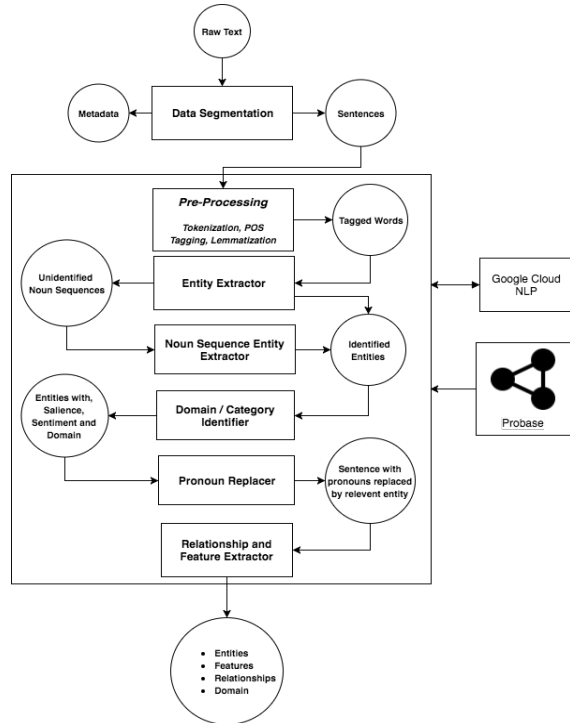 Raw Text
Metadata
Data Segmentation
Sentences
Pre-Processing
Tokenization, POS
Tagging, Lemmatization
Tagged Words
Unidentified
Noun Sequences
Entity Extractor
Google Cloud
NLP
Noun Sequence Entity
Extractor
Identified
Entities
Entities with,
Salience,
Sentiment and
Domain
Domain / Category
Identifier
Probase
Pronoun Replacer
Sentence with
pronouns replaced
by relevent entity
Relationship and
Feature Extractor
• Entities
• Features
• Relationships
• Domain